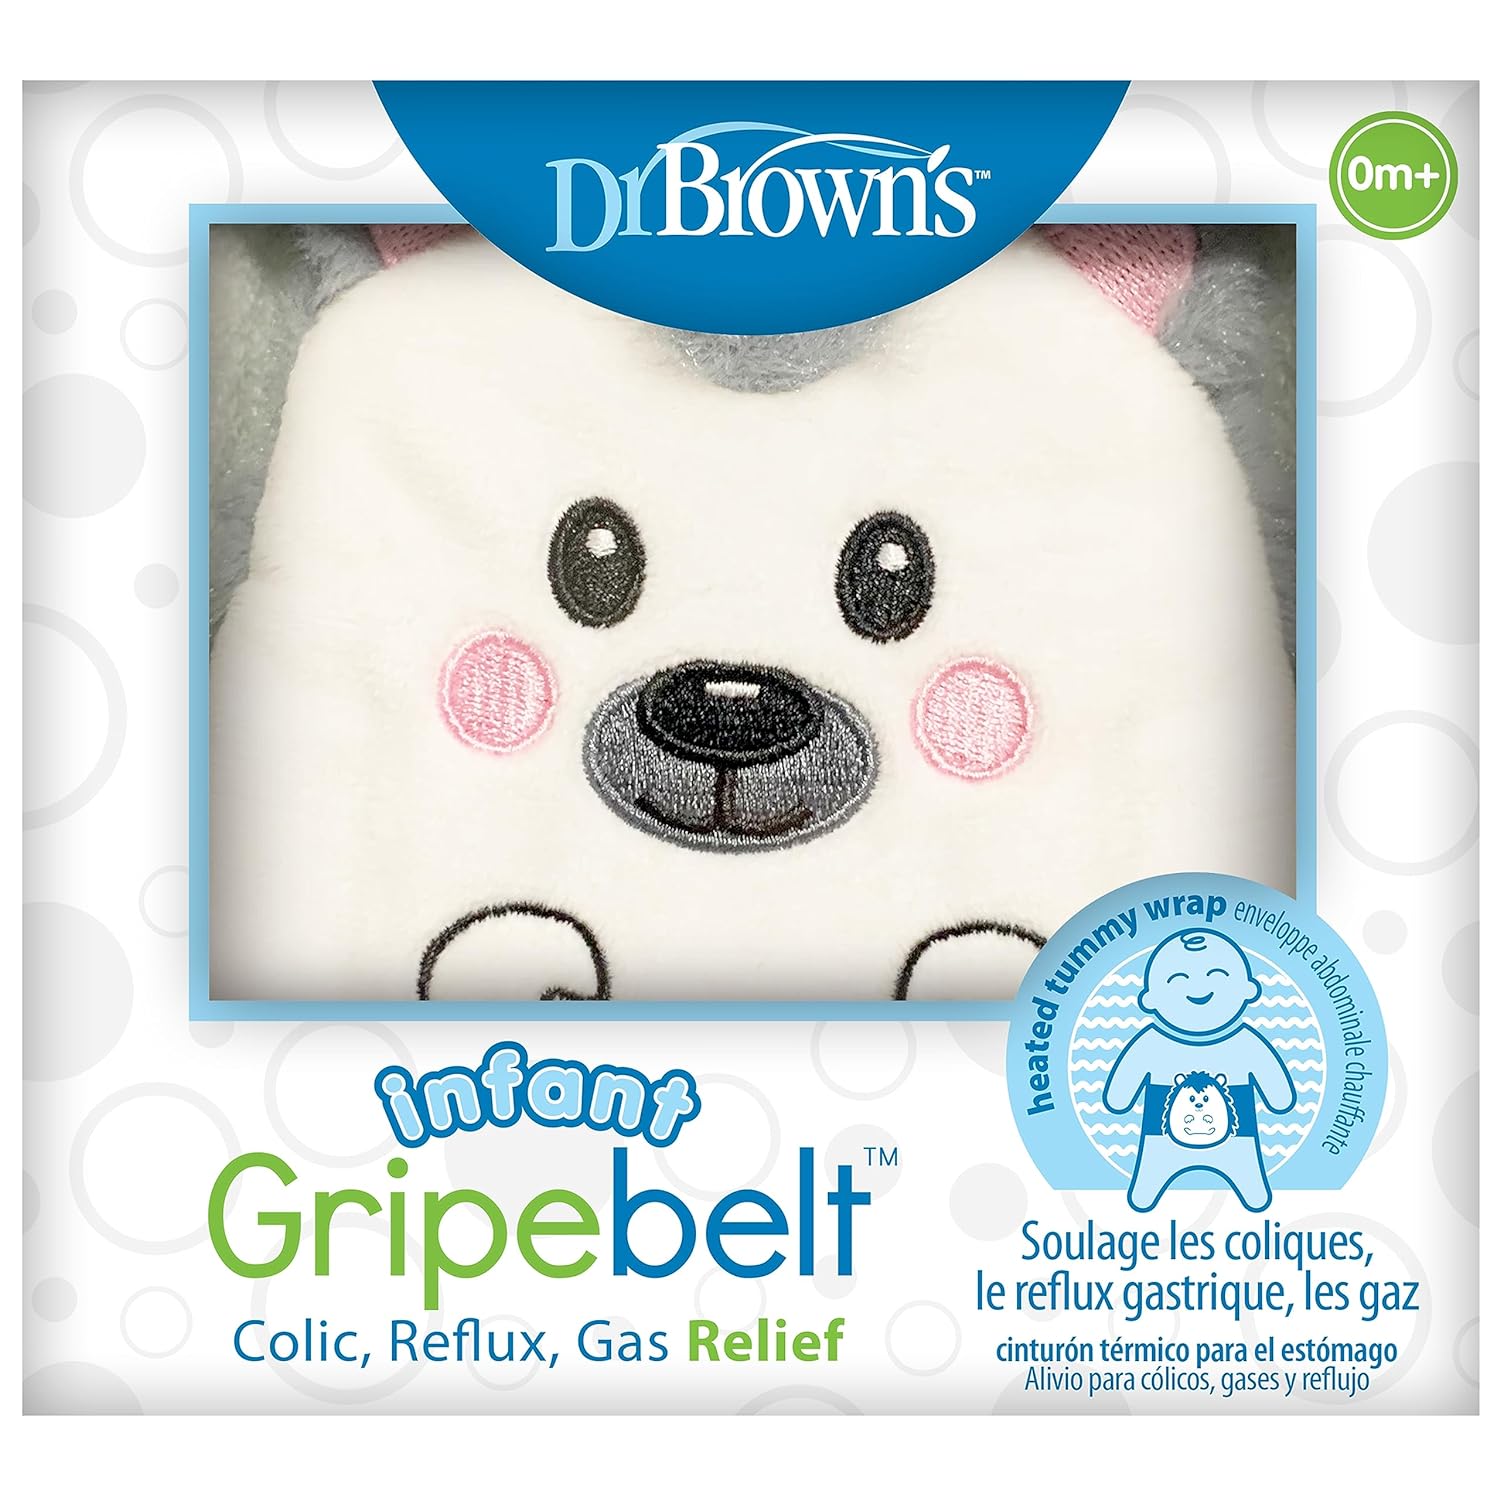 DrBrown's™
0m+
heated tummy wrap enveloppe abdominale chauffante
infant
Gripebelt™
Colic, Reflux, Gas Relief
Soulage les coliques,
le reflux gastrique, les gaz
cinturón térmico para el estómago
Alivio para cólicos, gases y reflujo